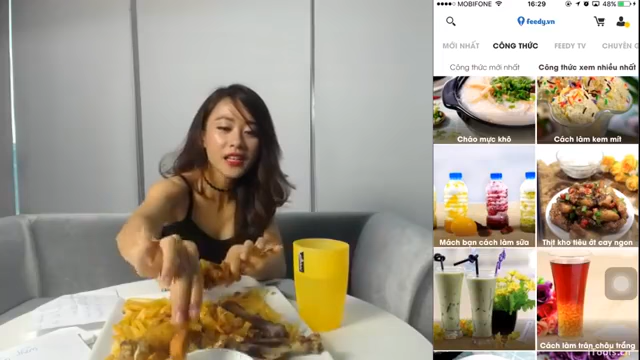 MOBIFONE 16:29 48%
feedy.vn
MỚI NHẤT CÔNG THỨC FEEDY TV CHUYÊN
Công thức mới nhất Công thức xem nhiều nhất
Cháo mực khô Cách làm kem mít
Mách bạn cách làm sữa Thịt kho tiêu ớt cay ngon
Cách làm trân châu trắng